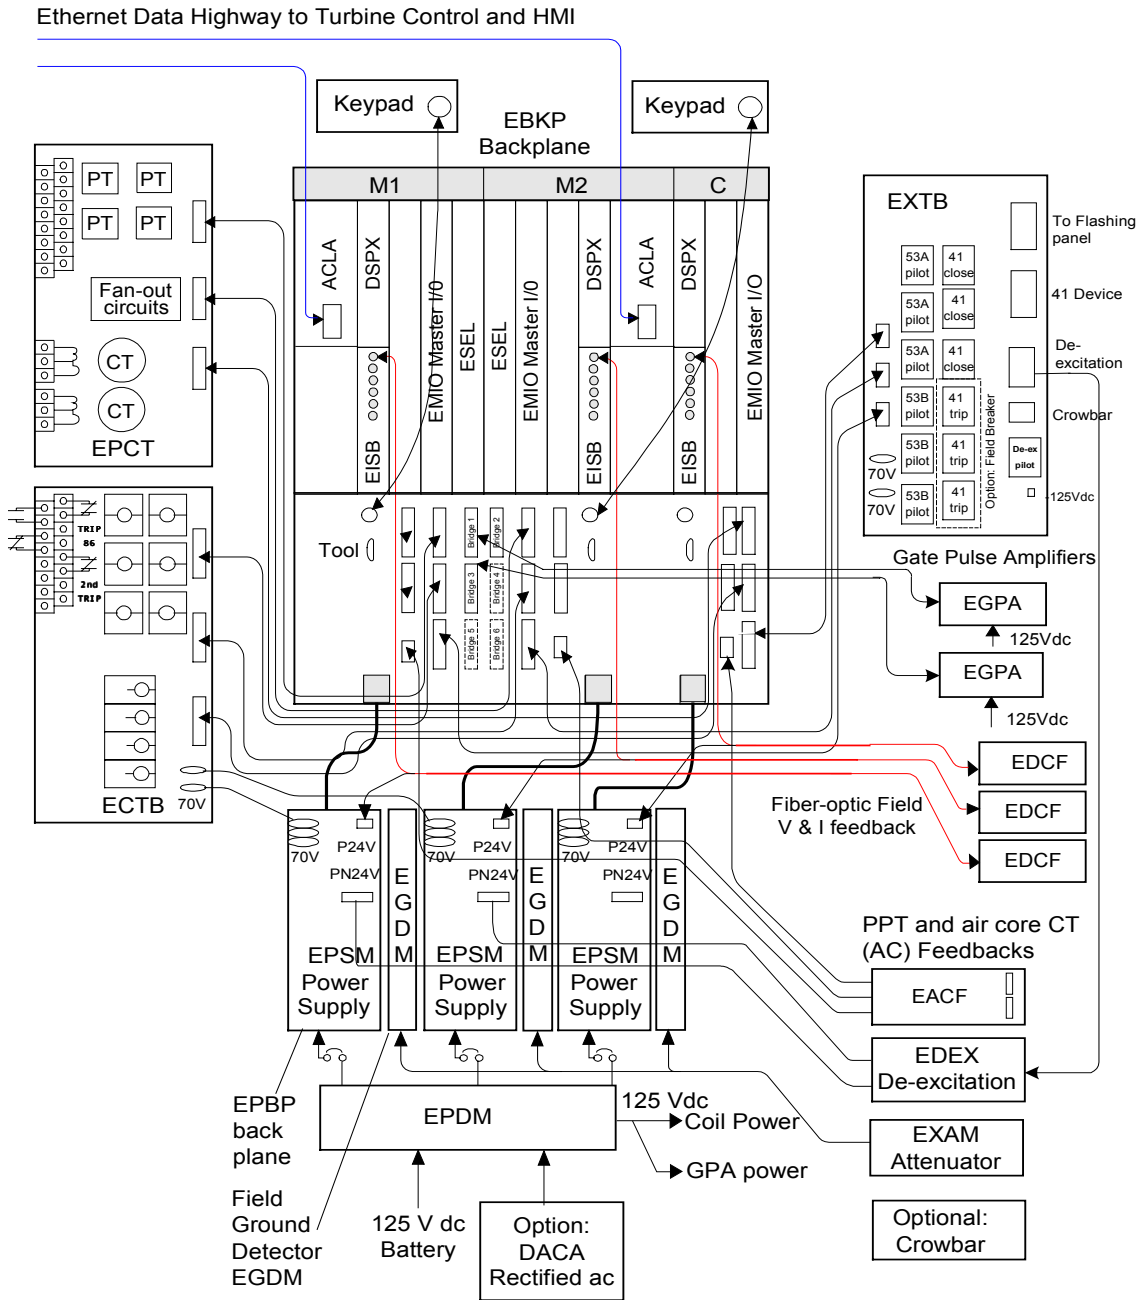 Ethernet Data Highway to Turbine Control and HMI
Keypad
Keypad
EBKP
Backplane
M1
M2
C
ACLA
DSPX
EISB
EMIO Master I/0
ESEL
ESEL
EMIO Master I/0
DSPX
EISB
ACLA
DSPX
EISB
EMIO Master I/O
Tool
Bridge 1
Bridge 2
Bridge 3
Bridge 4
Bridge 5
Bridge 6
PT
PT
PT
PT
Fan-out
circuits
CT
CT
EPCT
TRIP
86
2nd
TRIP
ECTB
70V
EXTB
53A
pilot
41
close
53A
pilot
41
close
53A
pilot
41
close
53B
pilot
41
trip
53B
pilot
41
trip
53B
pilot
41
trip
Option: Field Breaker
70V
70V
To Flashing
panel
41 Device
De-
excitation
Crowbar
De-ex
pilot
125Vdc
Gate Pulse Amplifiers
EGPA
125Vdc
EGPA
125Vdc
EDCF
EDCF
EDCF
Fiber-optic Field
V & I feedback
70V
P24V
PN24V
EPSM
Power
Supply
EGDM
70V
P24V
PN24V
EPSM
Power
Supply
EGDM
70V
P24V
PN24V
EPSM
Power
Supply
EGDM
PPT and air core CT
(AC) Feedbacks
EACF
EDEX
De-excitation
EXAM
Attenuator
Optional:
Crowbar
EPBP
back
plane
EPDM
125 Vdc
Coil Power
GPA power
Field
Ground
Detector
EGDM
125 V dc
Battery
Option:
DACA
Rectified ac